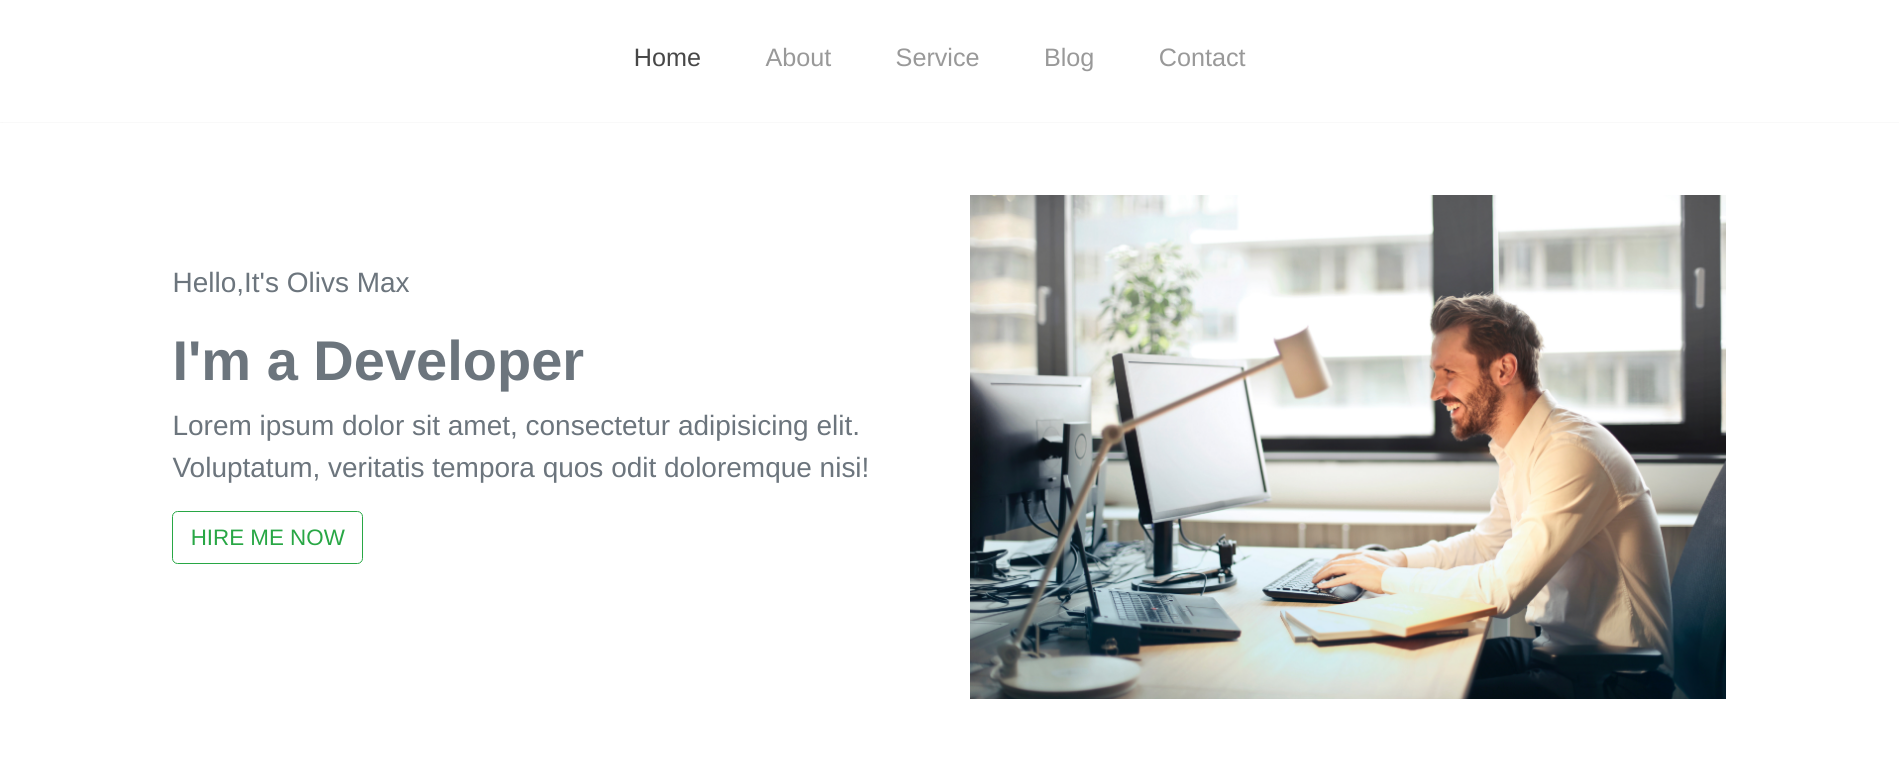 Home About Service Blog Contact
Hello,It's Olivs Max
I'm a Developer
Lorem ipsum dolor sit amet, consectetur adipisicing elit.
Voluptatum, veritatis tempora quos odit doloremque nisi!
HIRE ME NOW